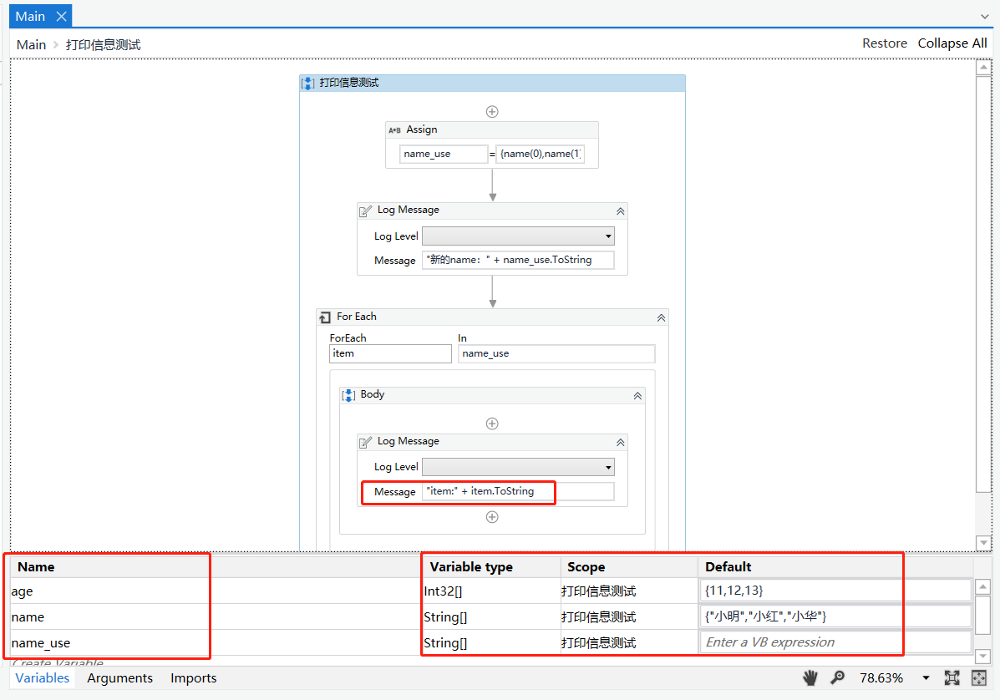 Main
Main > 打印信息测试
Restore Collapse All
打印信息测试
A+B Assign
name_use = {name(0),name(1)
Log Message
Log Level
Message "新的name：" + name_use.ToString
For Each
ForEach In
item name_use
Body
Log Message
Log Level
Message "item:" + item.ToString
Name Variable type Scope Default
age Int32[] 打印信息测试 {11,12,13}
name String[] 打印信息测试 {"小明","小红","小华"}
name_use String[] 打印信息测试 Enter a VB expression
Create Variable
Variables Arguments Imports 78.63%